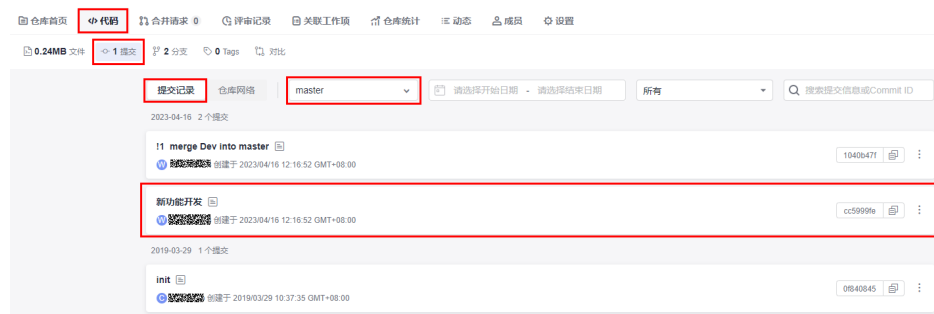 仓库首页 代码 合并请求 0 评审记录 关联工作项 仓库统计 动态 成员 设置
0.24MB 文件 1 提交 2 分支 0 Tags 对比
提交记录 仓库网络 master 请选择开始日期 - 请选择结束日期 所有 搜索提交信息或Commit ID
2023-04-16 2个提交
!1 merge Dev into master
1040b47f
W 创建于 2023/04/16 12:16:52 GMT+08:00
新功能开发
cc5999fe
W 创建于 2023/04/16 12:16:52 GMT+08:00
2019-03-29 1个提交
init
0f840845
C 创建于 2019/03/29 10:37:35 GMT+08:00